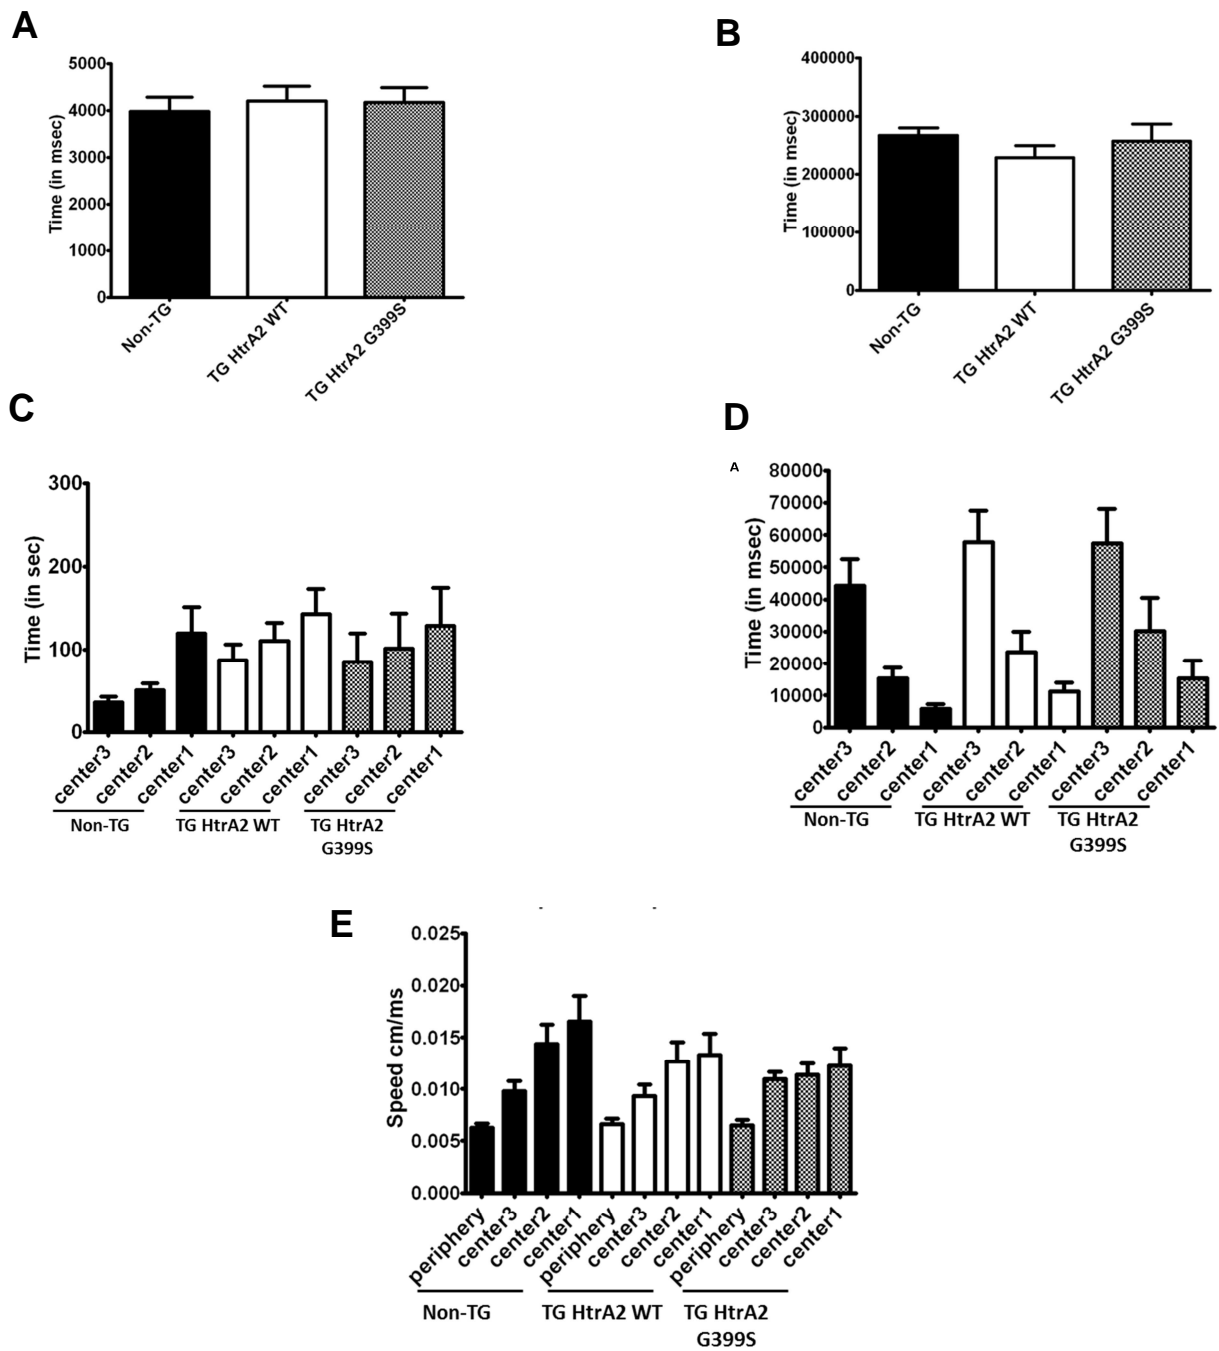 A
5000
4000
3000
2000
1000
0
Time (in msec)
Non-TG
TG HtrA2 WT
TG HtrA2 G399S
B
400000
300000
200000
100000
0
Time (in msec)
Non-TG
TG HtrA2 WT
TG HtrA2 G399S
C
300
200
100
0
Time (in sec)
center3
center2
center1
center3
center2
center1
center3
center2
center1
Non-TG
TG HtrA2 WT
TG HtrA2
G399S
D
A
80000
70000
60000
50000
40000
30000
20000
10000
0
Time (in msec)
center3
center2
center1
center3
center2
center1
center3
center2
center1
Non-TG
TG HtrA2 WT
TG HtrA2
G399S
E
0.025
0.020
0.015
0.010
0.005
0.000
Speed cm/ms
periphery
center3
center2
center1
periphery
center3
center2
center1
periphery
center3
center2
center1
Non-TG
TG HtrA2 WT
TG HtrA2
G399S